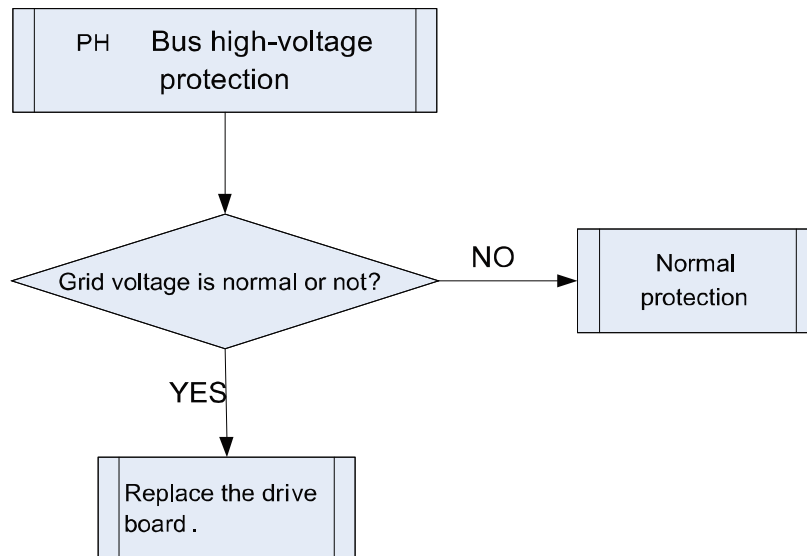 PH Bus high-voltage
protection
Grid voltage is normal or not?
NO
Normal
protection
YES
Replace the drive
board.